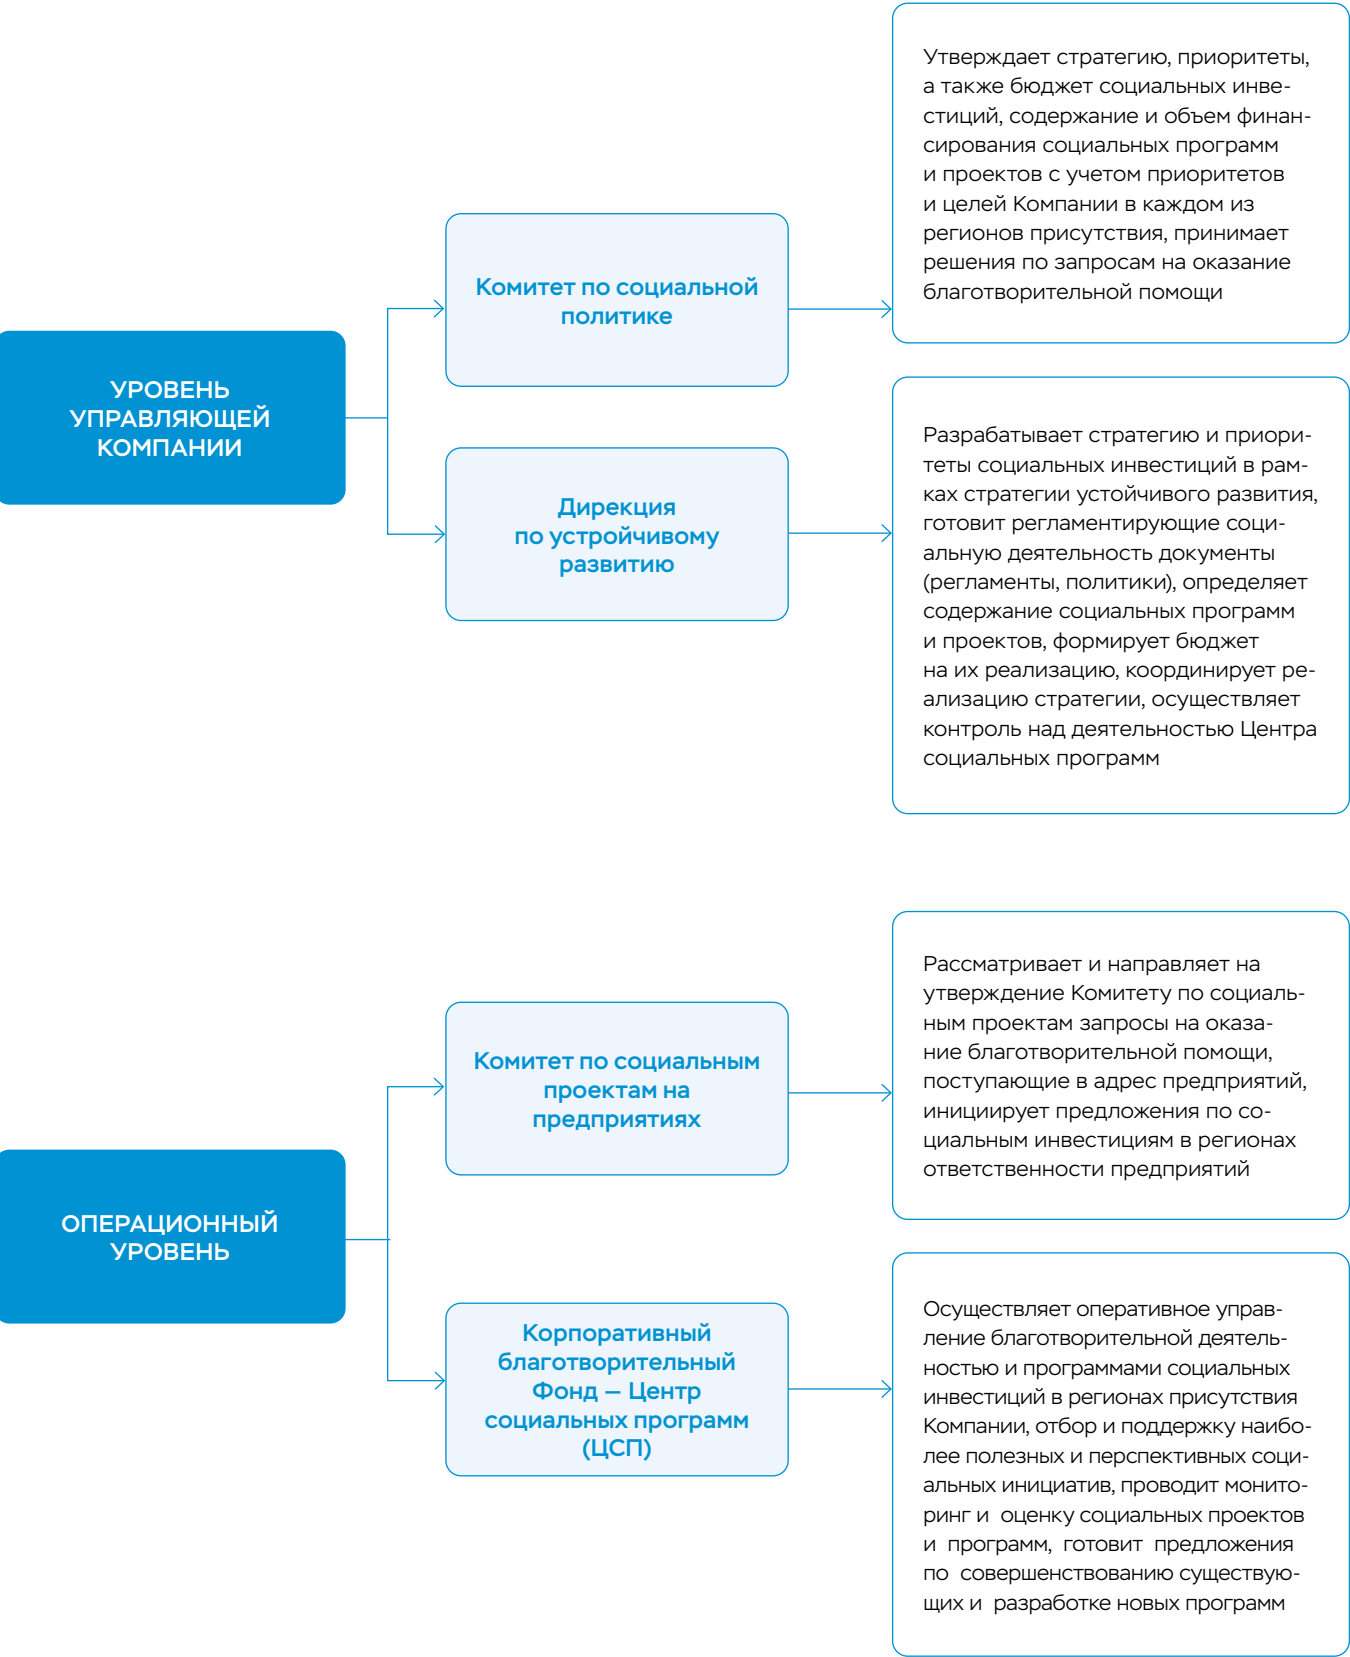 УРОВЕНЬ
УПРАВЛЯЮЩЕЙ
КОМПАНИИ
Комитет по социальной
политике
Утверждает стратегию, приоритеты,
а также бюджет социальных инве-
стиций, содержание и объем финан-
сирования социальных программ
и проектов с учетом приоритетов
и целей Компании в каждом из
регионов присутствия, принимает
решения по запросам на оказание
благотворительной помощи
Дирекция
по устройчивому
развитию
Разрабатывает стратегию и приори-
теты социальных инвестиций в рам-
ках стратегии устойчивого развития,
готовит регламентирующие соци-
альную деятельность документы
(регламенты, политики), определяет
содержание социальных программ
и проектов, формирует бюджет
на их реализацию, координирует ре-
ализацию стратегии, осуществляет
контроль над деятельностью Центра
социальных программ
ОПЕРАЦИОННЫЙ
УРОВЕНЬ
Комитет по социальным
проектам на
предприятиях
Рассматривает и направляет на
утверждение Комитету по социаль-
ным проектам запросы на оказа-
ние благотворительной помощи,
поступающие в адрес предприятий,
инициирует предложения по со-
циальным инвестициям в регионах
ответственности предприятий
Корпоративный
благотворительный
Фонд — Центр
социальных программ
(ЦСП)
Осуществляет оперативное управ-
ление благотворительной деятель-
ностью и программами социальных
инвестиций в регионах присутствия
Компании, отбор и поддержку наибо-
лее полезных и перспективных соци-
альных инициатив, проводит монито-
ринг и оценку социальных проектов
и программ, готовит предложения
по совершенствованию существую-
щих и разработке новых программ